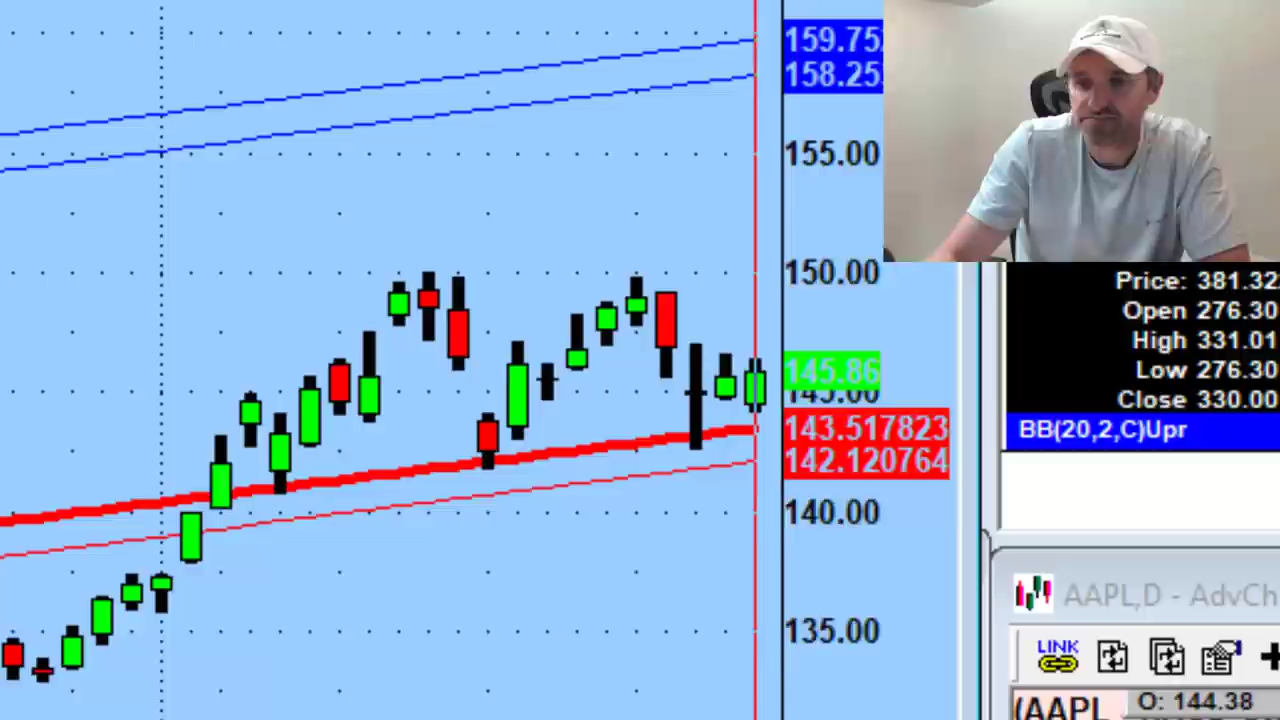 159.75
158.25
155.00
150.00
145.86
145.00
143.517823
142.120764
140.00
135.00
Price: 381.32
Open 276.30
High 331.01
Low 276.30
Close 330.00
BB(20,2,C)Upr
AAPL,D - AdvCh
LINK
(AAPL O: 144.38